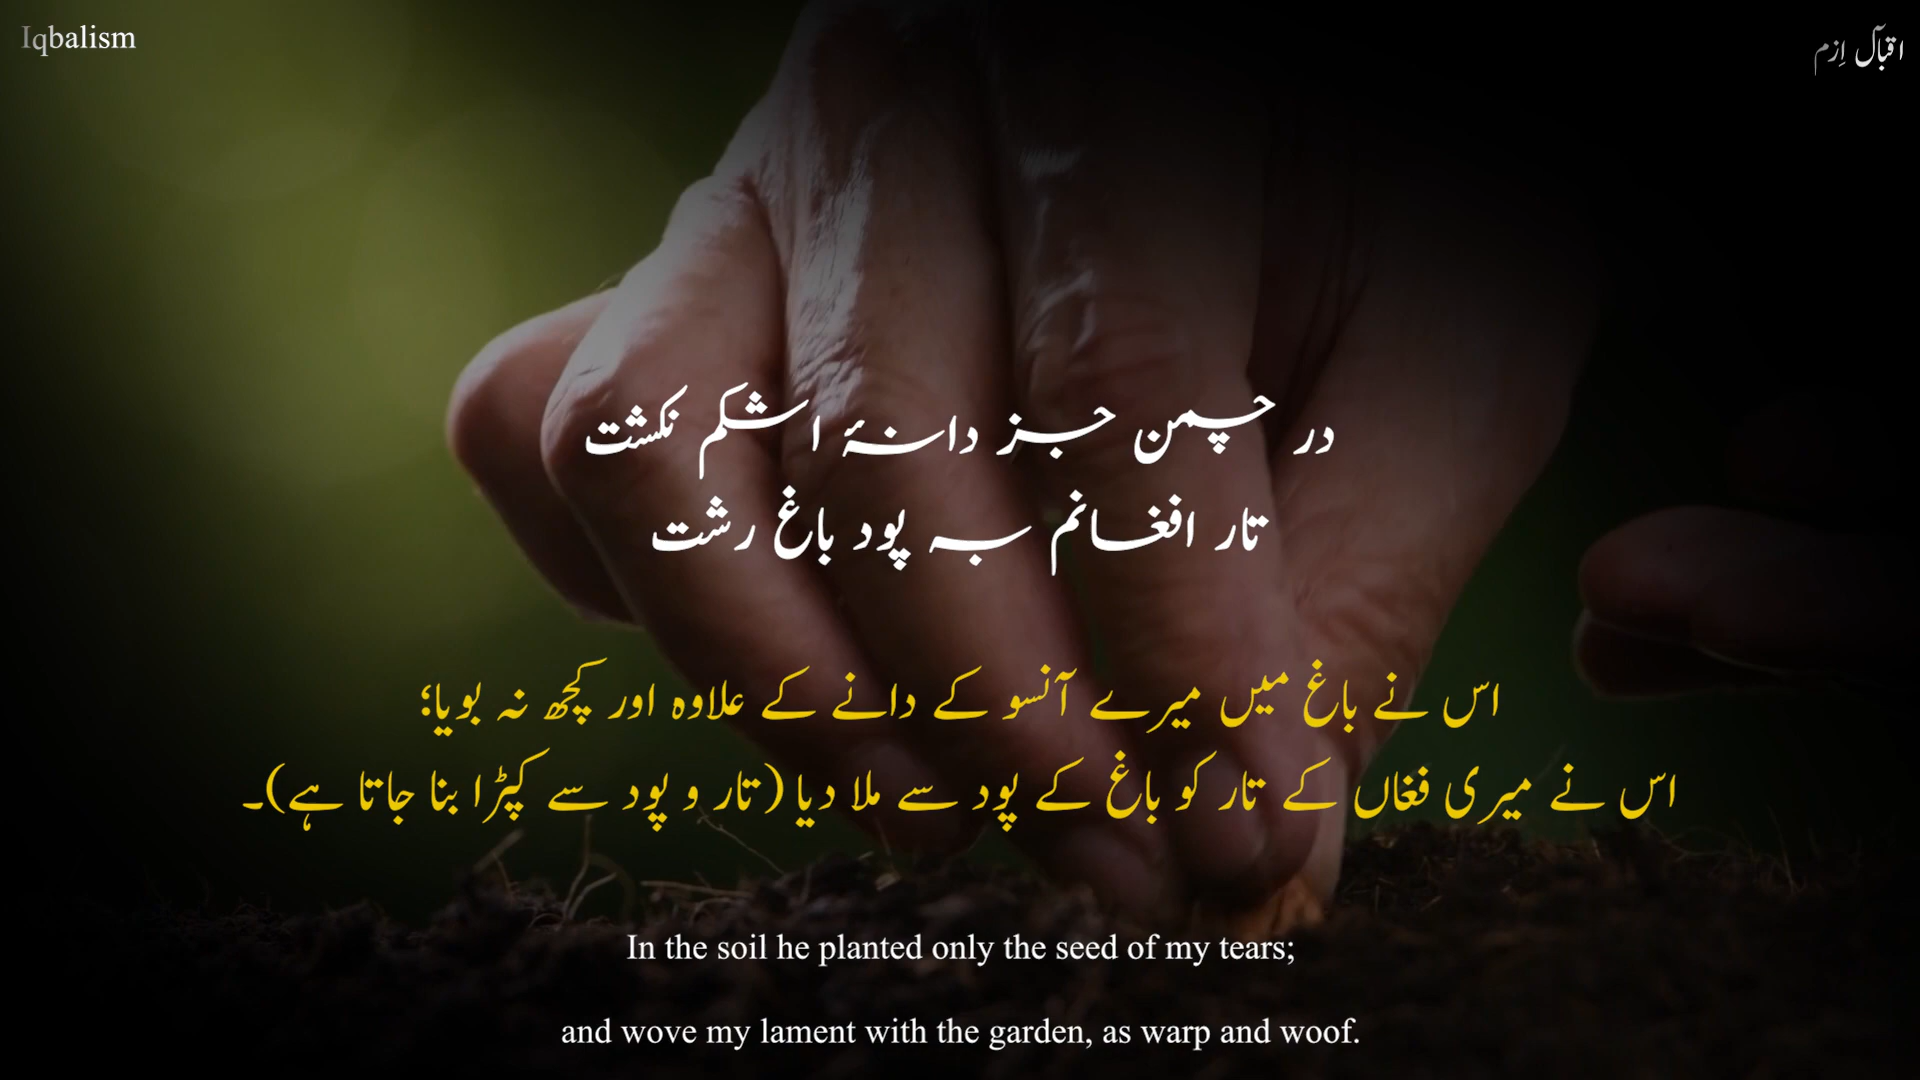 Iqbalism
اقبال اِزم
در چمن جز دانۂ اشکم نکشت
تار افغانم بہ پود باغ رشت
اس نے باغ میں میرے آنسو کے دانے کے علاوہ اور کچھ نہ بویا؛
اس نے میری فغاں کے تار کو باغ کے پود سے ملا دیا (تار و پود سے کپڑا بنا جاتا ہے)۔
In the soil he planted only the seed of my tears;
and wove my lament with the garden, as warp and woof.